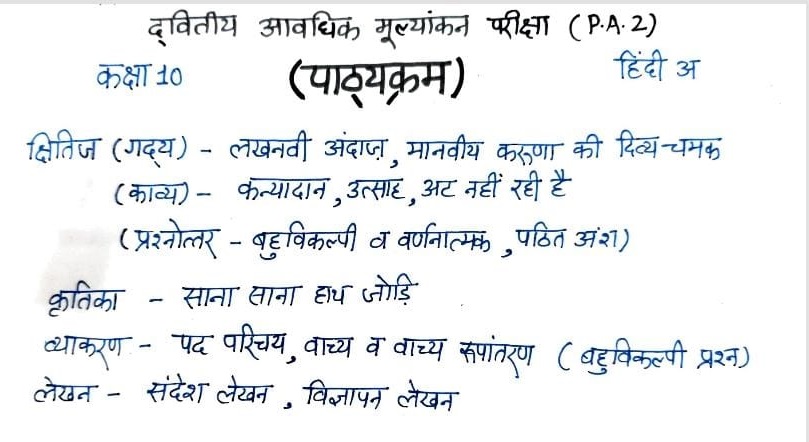 द्वितीय आवधिक मूल्यांकन परीक्षा (P.A.2)
कक्षा 10 (पाठ्यक्रम) हिंदी अ
क्षितिज (गद्य) - लखनवी अंदाज़, मानवीय करुणा की दिव्य-चमक
(काव्य) - कन्यादान, उत्साह, अट नहीं रही है
(प्रश्नोत्तर - बहुविकल्पी व वर्णनात्मक, पठित अंश)
कृतिका - साना साना हाथ जोड़ि
व्याकरण - पद परिचय, वाच्य व वाच्य रूपांतरण (बहुविकल्पी प्रश्न)
लेखन - संदेश लेखन, विज्ञापन लेखन